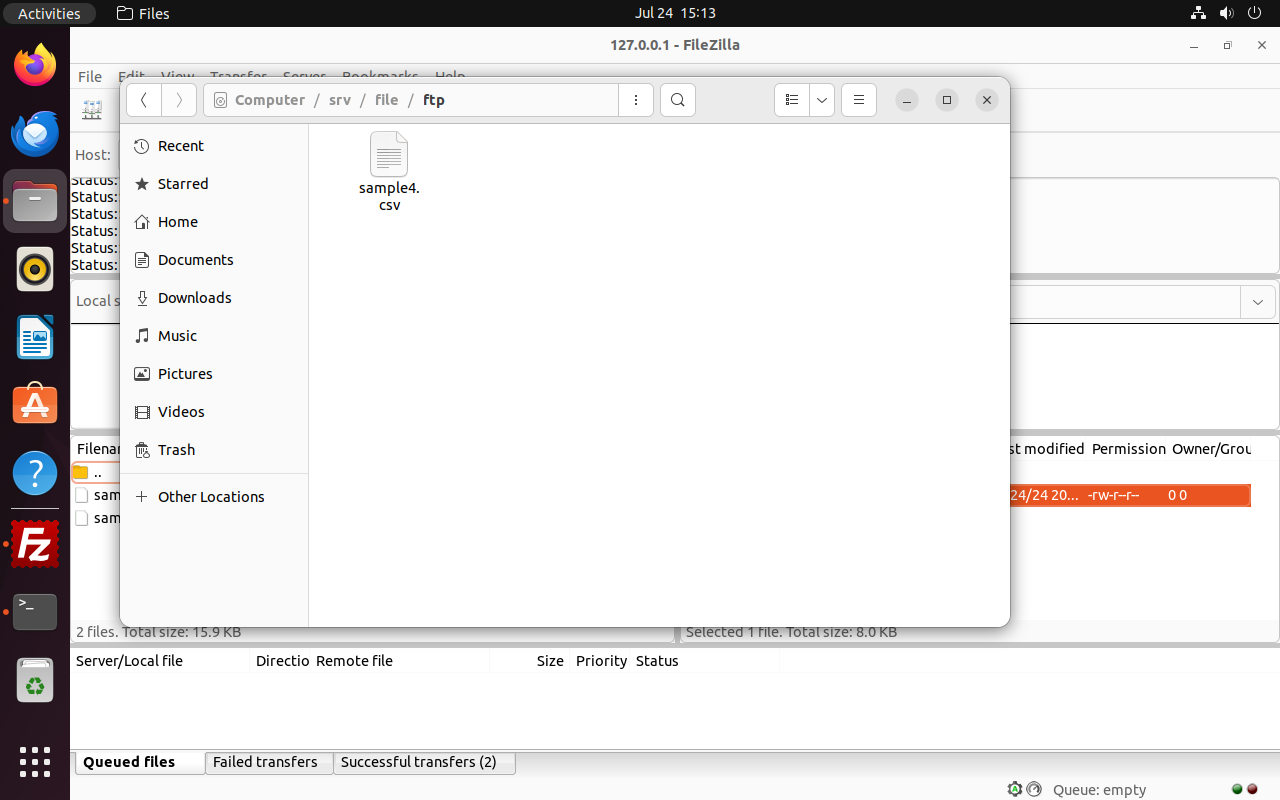 Activities
Files
Jul 24 15:13
127.0.0.1 - FileZilla
File Edit View Transfer Server Bookmarks Help
Computer / srv / file / ftp
Host:
Status:
Status:
Status:
Status:
Status:
Status:
Local s
Recent
Starred
Home
Documents
Downloads
Music
Pictures
Videos
Trash
Other Locations
sample4.
csv
Filenam
..
sam
sam
st modified Permission Owner/Grou
24/24 20... -rw-r--r-- 0 0
2 files. Total size: 15.9 KB
Selected 1 file. Total size: 8.0 KB
Server/Local file Directio Remote file Size Priority Status
Queued files Failed transfers Successful transfers (2)
Queue: empty